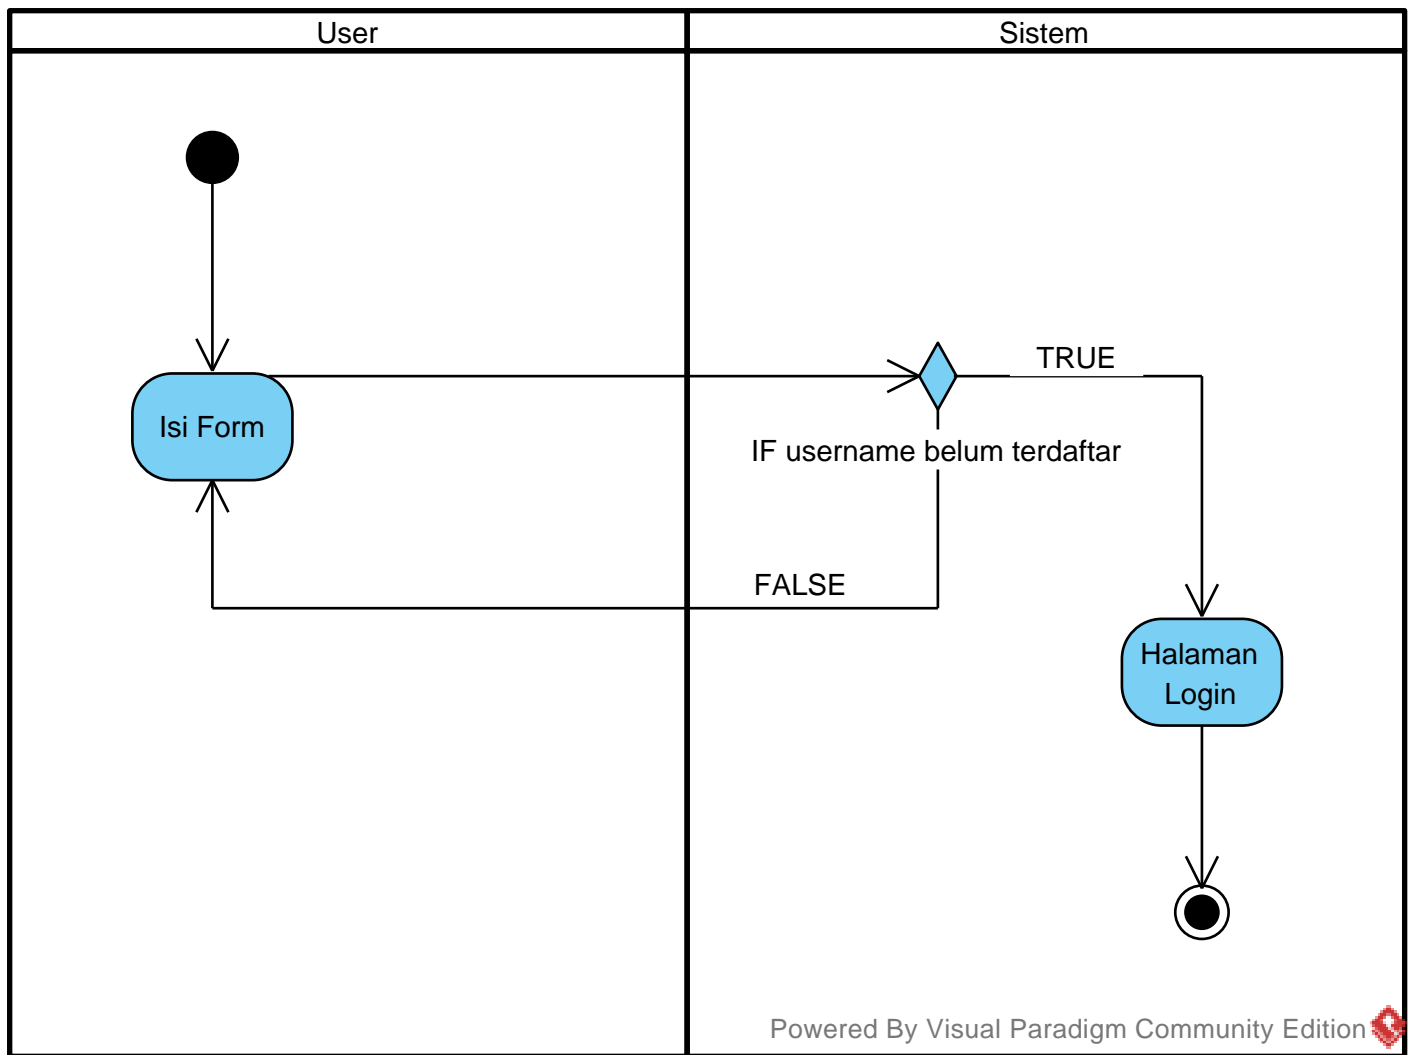 User
Sistem
TRUE
Isi Form
IF username belum terdaftar
FALSE
Halaman
Login
Powered By Visual Paradigm Community Edition